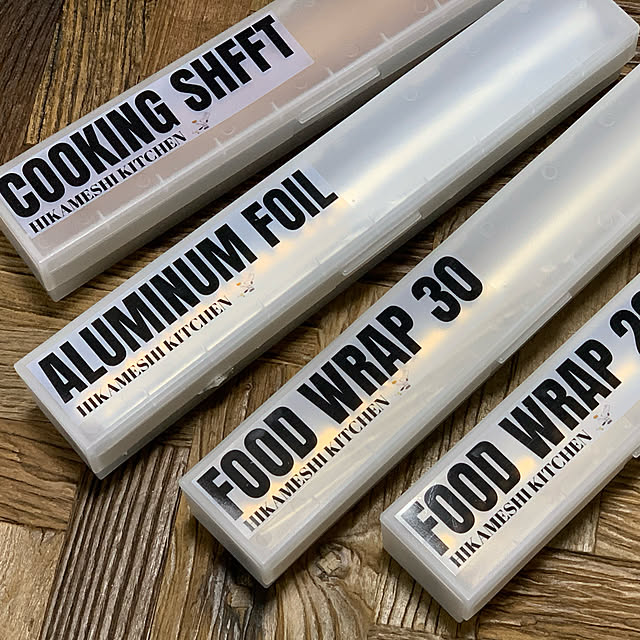 COOKING SHFFT
HIKAMESHI KITCHEN
ALUMINUM FOIL
HIKAMESHI KITCHEN
FOOD WRAP 30
HIKAMESHI KITCHEN
FOOD WRAP
HIKAMESHI KITCHEN